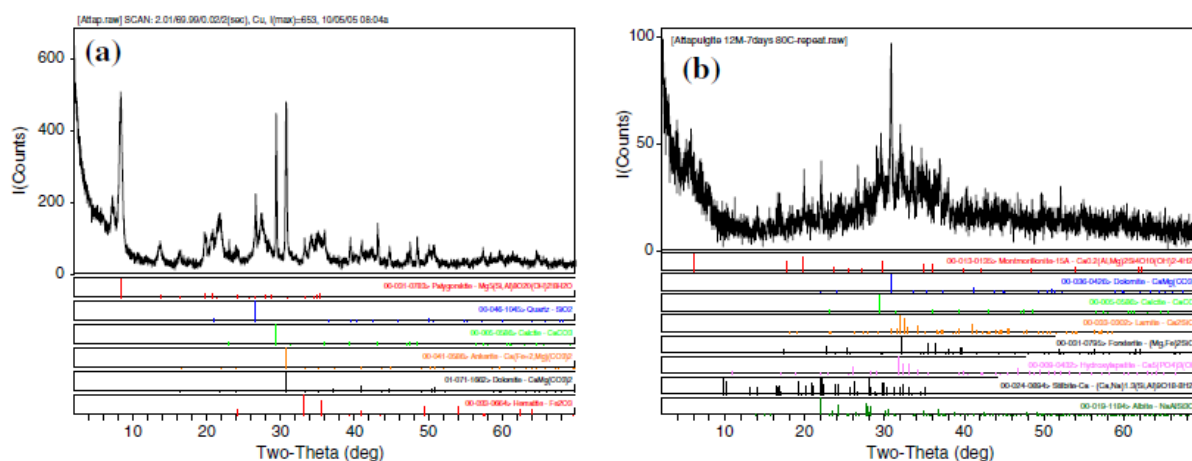 [Attap.raw] SCAN: 2.01/69.99/0.02/2(sec), Cu, I(max)=653, 10/05/05 08:04a
(a)
I(Counts)
600
400
200
0
00-031-0783> Palygorskite - Mg5(Si,Al)8O20(OH)2!8H2O
00-046-1045> Quartz - SiO2
00-005-0586> Calcite - CaCO3
00-041-0586> Ankerite - Ca(Fe+2,Mg)(CO3)2
01-071-1662> Dolomite - CaMg(CO3)2
00-033-0664> Hematite - Fe2O3
10 20 30 40 50 60
Two-Theta (deg)
[Attapulgite 12M-7days 80C-repeat.raw]
(b)
I(Counts)
100
50
0
00-013-0135> Montmorillonite-15A - Ca0.2(Al,Mg)2Si4O10(OH)2-4H2
00-036-0426> Dolomite - CaMg(CO3
00-005-0586> Calcite - CaCO
00-033-0302> Larnite - Ca2SiO
00-031-0795> Forsterite - (Mg,Fe)2SiO
00-009-0432> Hydroxylapatite - Ca5(PO4)3(O
00-024-0894> Stilbite-Ca - (Ca,Na)1.3(Si,Al)9O18-8H2
00-019-1184> Albite - NaAlSi3O
10 20 30 40 50 60
Two-Theta (deg)